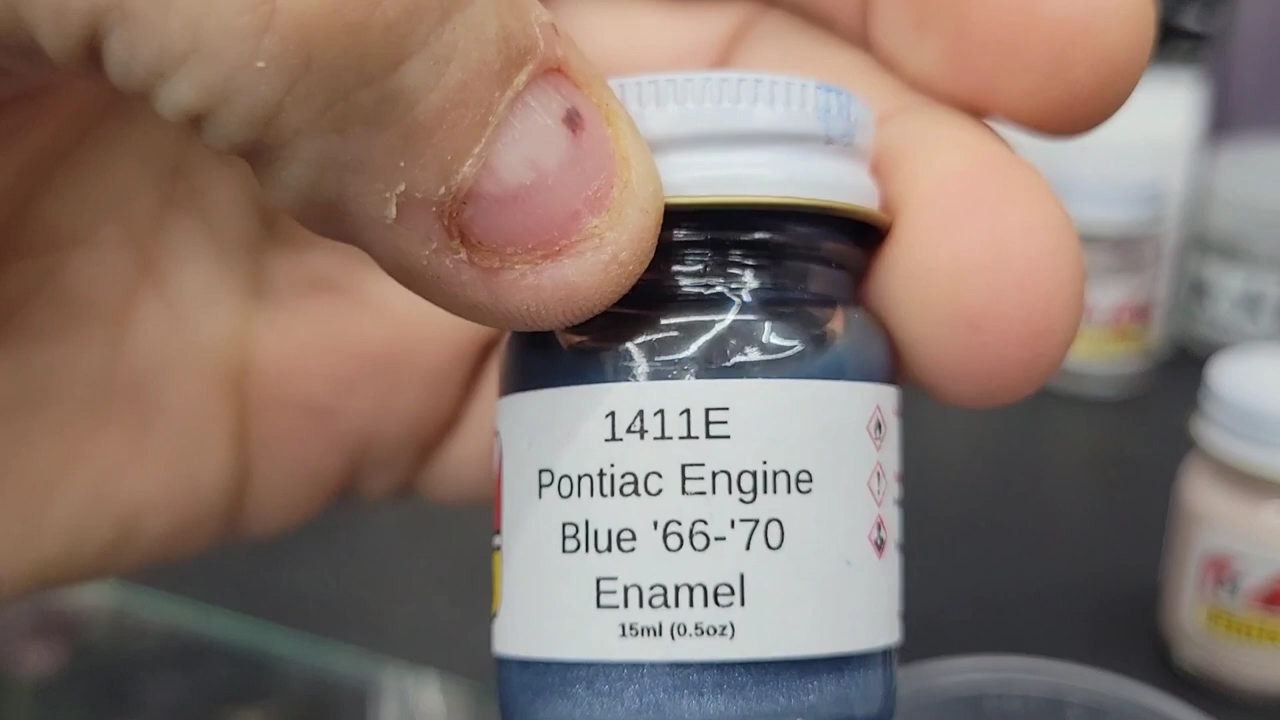 1411E
Pontiac Engine
Blue '66-'70
Enamel
15ml (0.5oz)